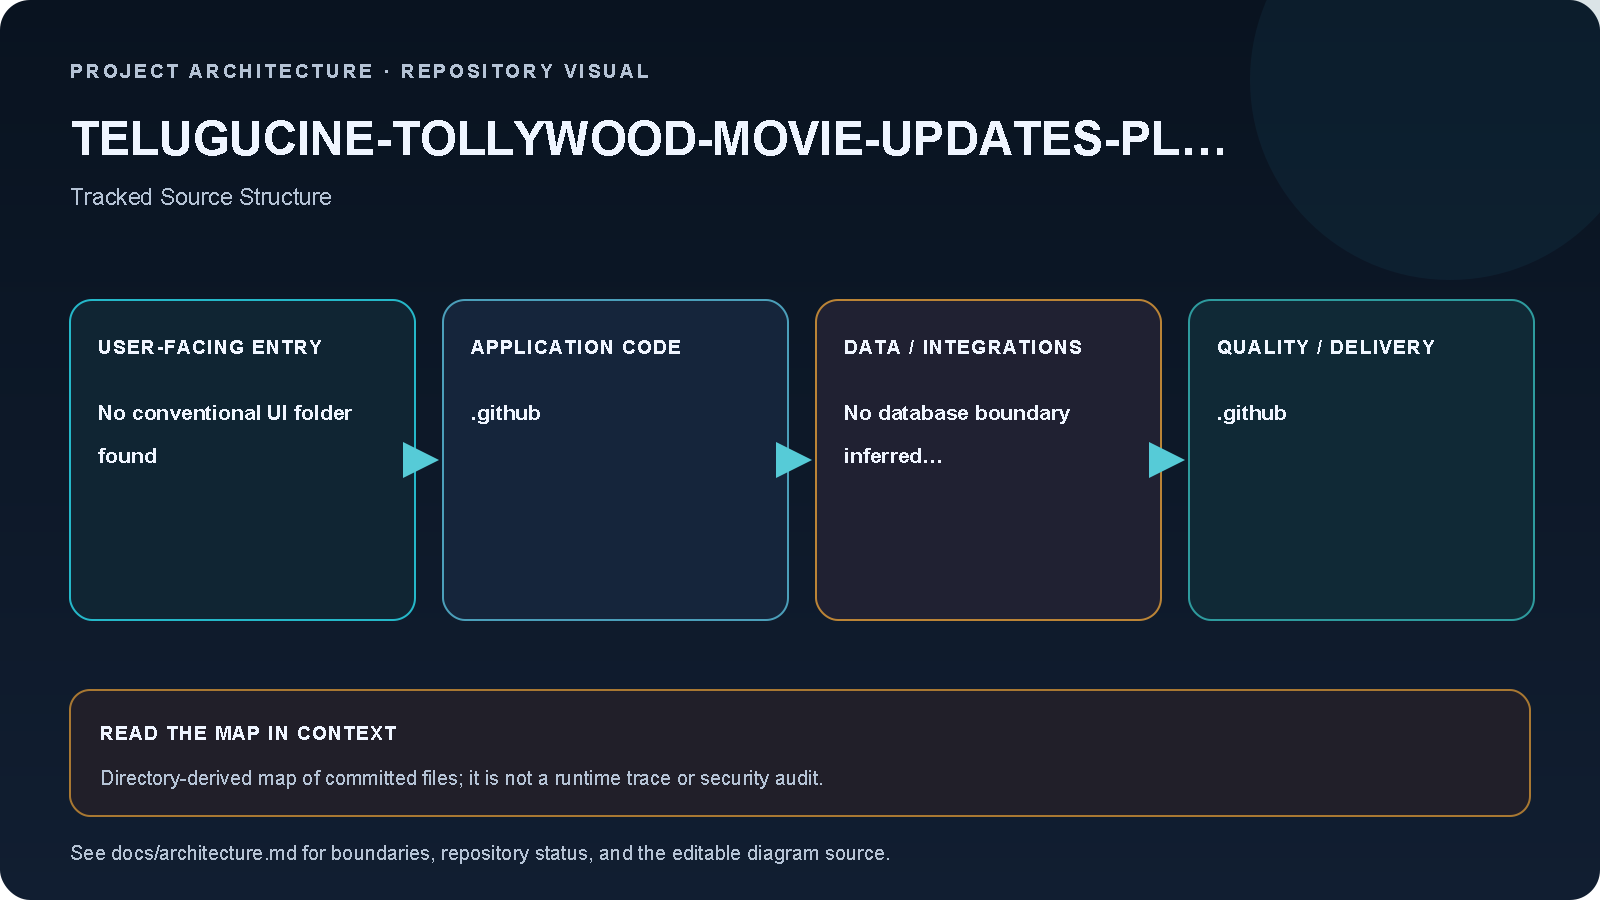 PROJECT ARCHITECTURE · REPOSITORY VISUAL
TELUGUCINE-TOLLYWOOD-MOVIE-UPDATES-PL…
Tracked Source Structure
USER-FACING ENTRY
No conventional UI folder
found
APPLICATION CODE
.github
DATA / INTEGRATIONS
No database boundary
inferred…
QUALITY / DELIVERY
.github
READ THE MAP IN CONTEXT
Directory-derived map of committed files; it is not a runtime trace or security audit.
See docs/architecture.md for boundaries, repository status, and the editable diagram source.